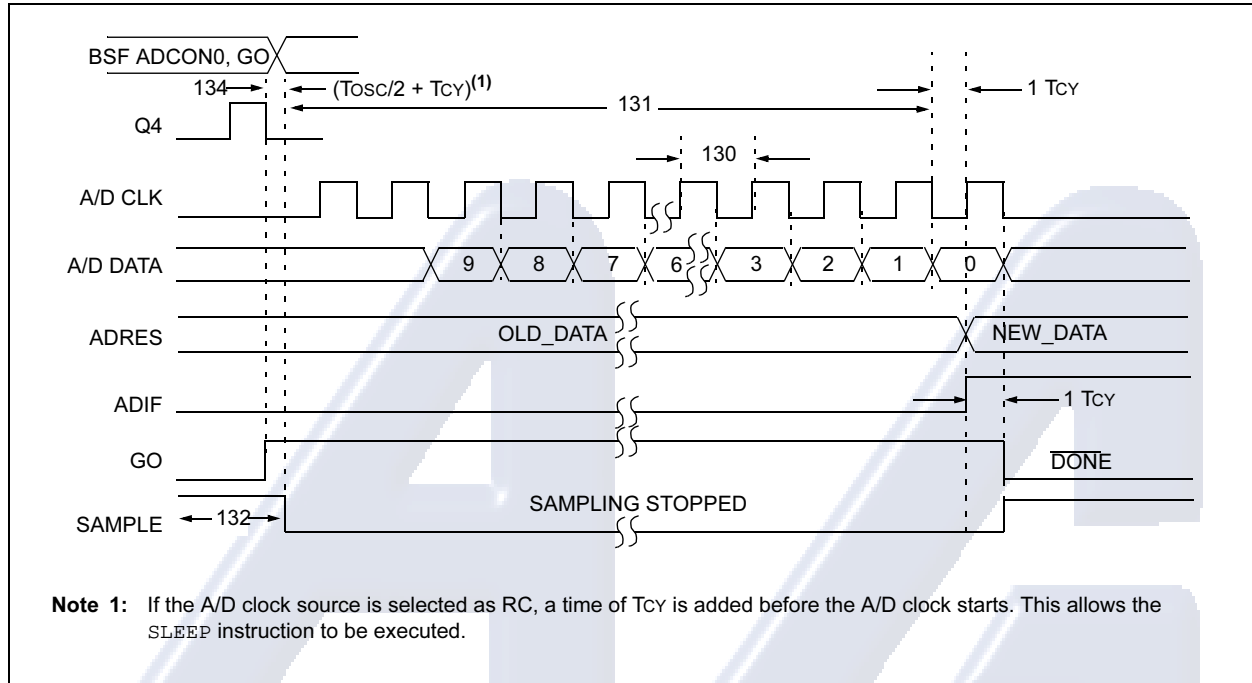 BSF ADCON0, GO
134 (TOSC/2 + TCY)(1) 1 TCY
131
Q4
130
A/D CLK
A/D DATA 9 8 7 6 3 2 1 0
ADRES OLD_DATA NEW_DATA
ADIF 1 TCY
GO DONE
SAMPLE 132 SAMPLING STOPPED
Note 1: If the A/D clock source is selected as RC, a time of TCY is added before the A/D clock starts. This allows the
SLEEP instruction to be executed.